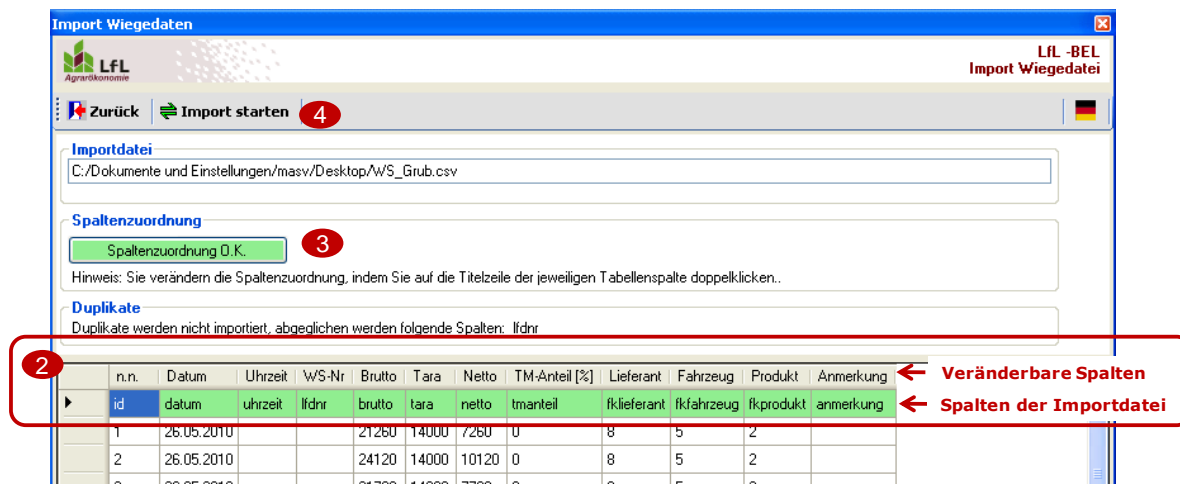 Import Wiegedaten
LfL
Agrarökonomie
LfL -BEL
Import Wiegedatei
Zurück Import starten 4
Importdatei
C:/Dokumente und Einstellungen/masv/Desktop/WS_Grub.csv
Spaltenzuordnung
Spaltenzuordnung O.K. 3
Hinweis: Sie verändern die Spaltenzuordnung, indem Sie auf die Titelzeile der jeweiligen Tabellenspalte doppelklicken..
Duplikate
Duplikate werden nicht importiert, abgeglichen werden folgende Spalten: lfdnr
2
n.n. Datum Uhrzeit WS-Nr Brutto Tara Netto TM-Anteil [%] Lieferant Fahrzeug Produkt Anmerkung Veränderbare Spalten
id datum uhrzeit lfdnr brutto tara netto tmanteil fklieferant fkfahrzeug fkprodukt anmerkung Spalten der Importdatei
1 26.05.2010 21260 14000 7260 0 8 5 2
2 26.05.2010 24120 14000 10120 0 8 5 2